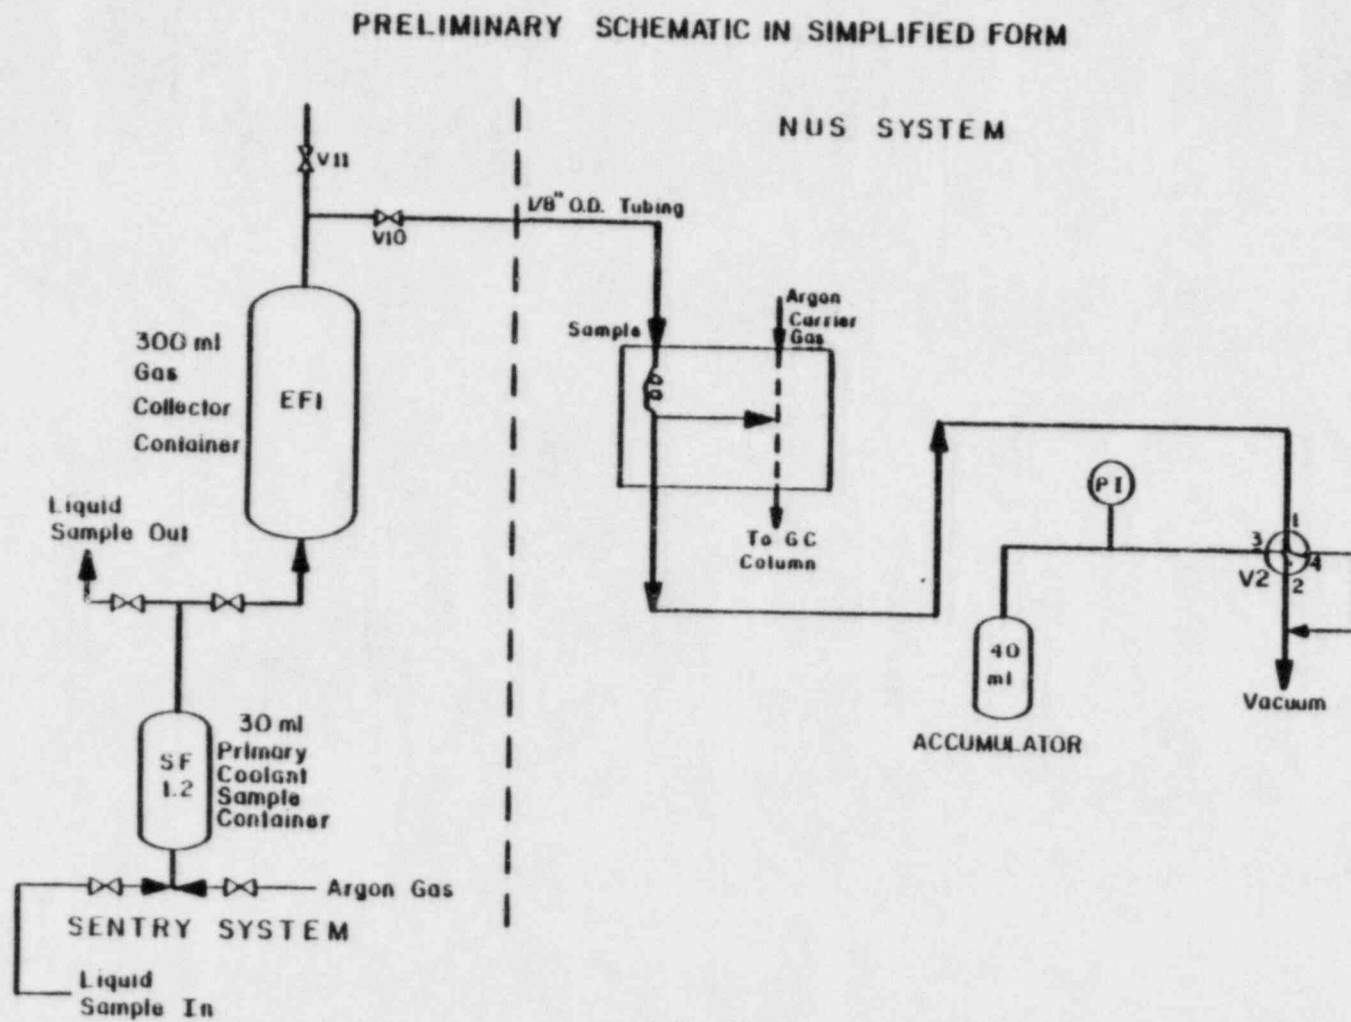 PRELIMINARY SCHEMATIC IN SIMPLIFIED FORM
NUS SYSTEM
V11
1/8" O.D. Tubing
V10
Argon
Carrier
Gas
Sample
300 ml
Gas
Collector
Container
EF1
Liquid
Sample Out
PI
To GC
Column
1
3
4
V2
2
40
ml
Vacuum
ACCUMULATOR
30 ml
Primary
Coolant
Sample
Container
SF
1.2
Argon Gas
SENTRY SYSTEM
Liquid
Sample In